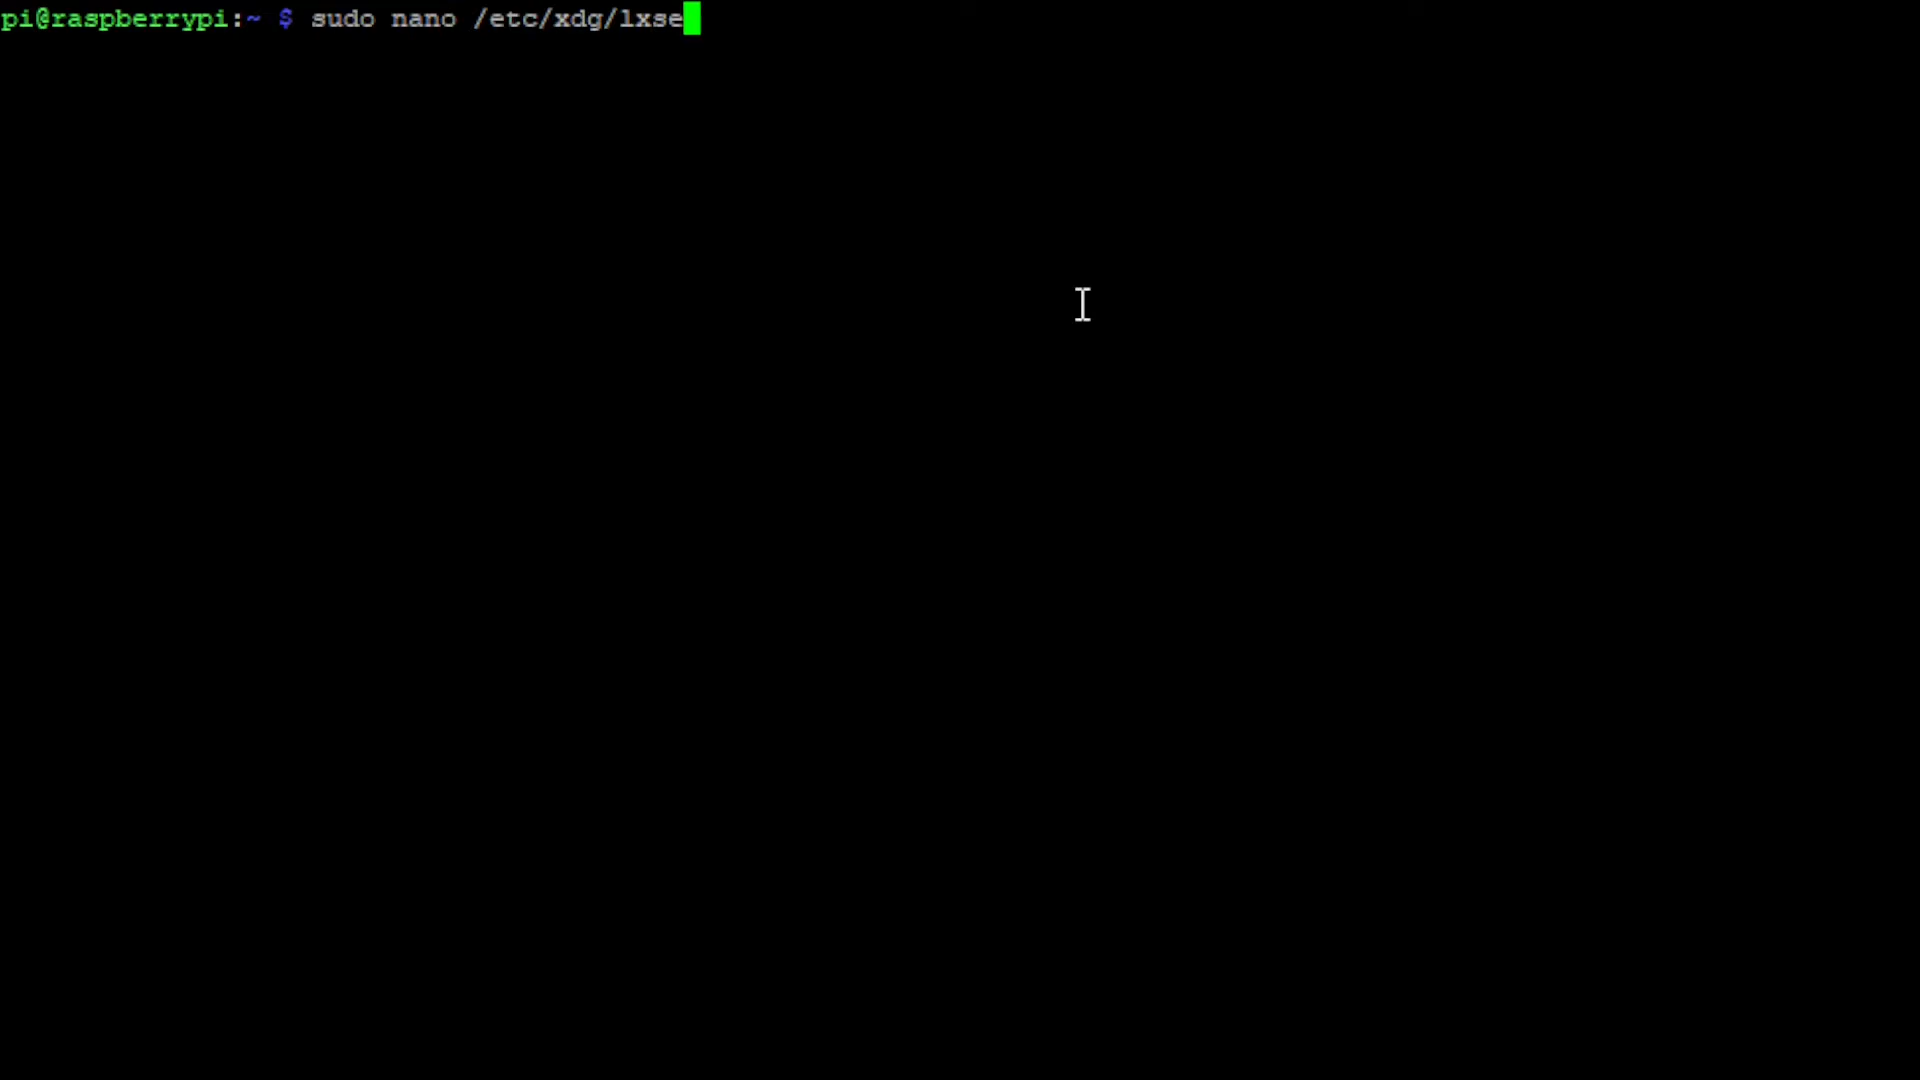 pi@raspberrypi:~ $ sudo nano /etc/xdg/lxse